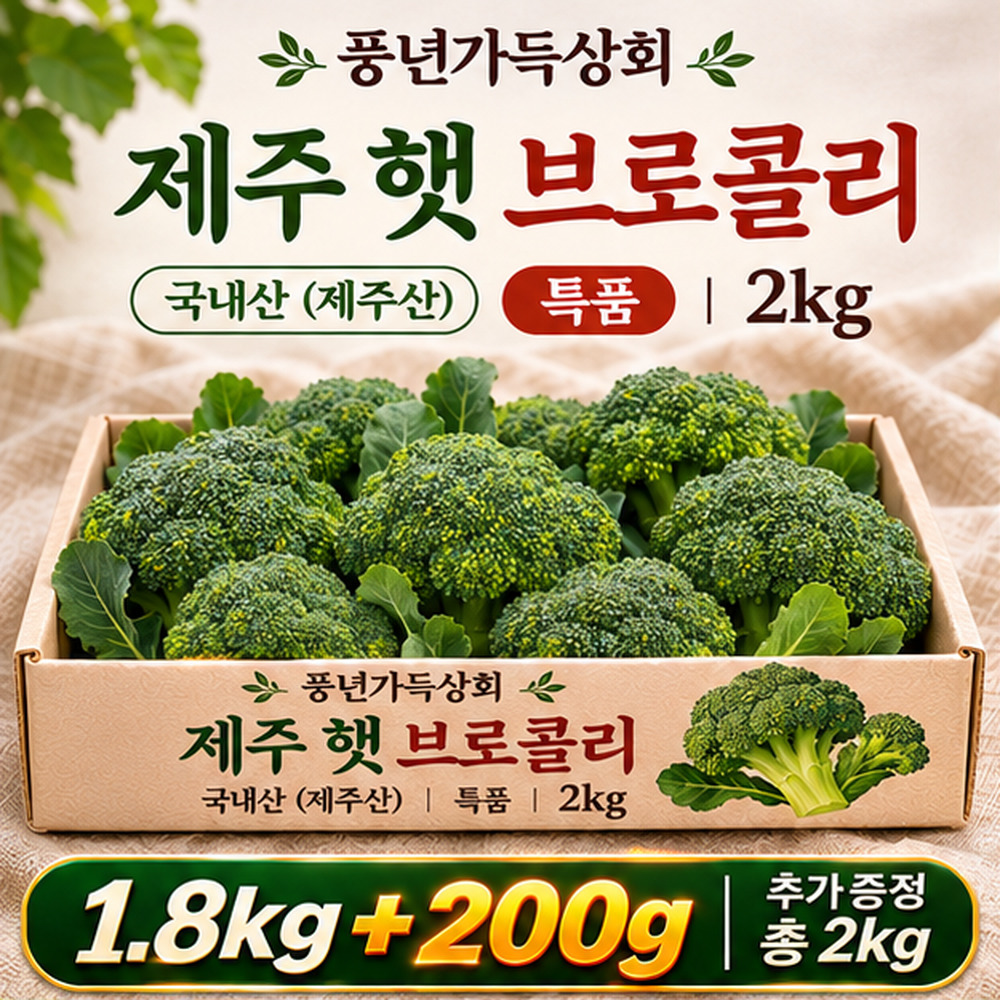 풍년가득상회
제주 햇 브로콜리
국내산 (제주산) 특품 | 2kg
풍년가득상회
제주 햇 브로콜리
국내산 (제주산) | 특품 | 2kg
1.8kg+200g | 추가 증정
총 2kg